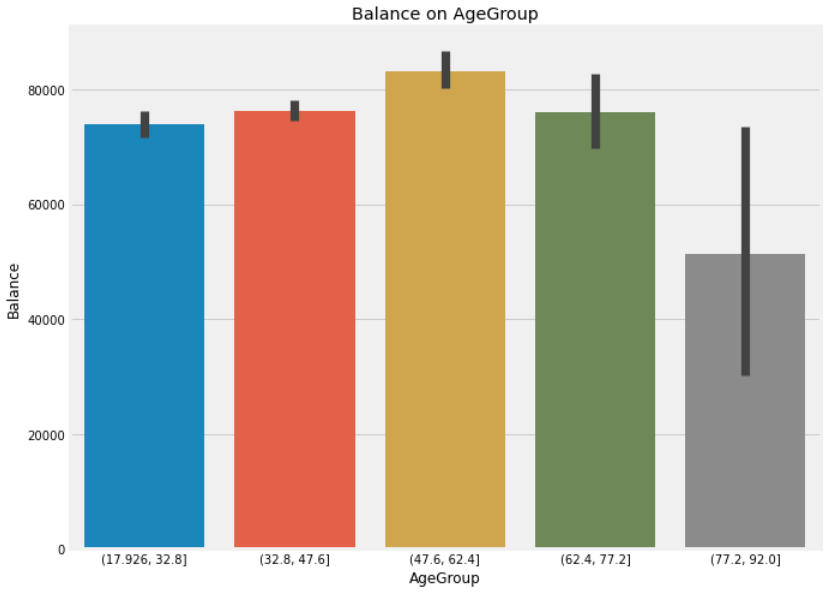 Balance on AgeGroup
80000
60000
40000
20000
0
Balance
(17.926, 32.8] (32.8, 47.6] (47.6, 62.4] (62.4, 77.2] (77.2, 92.0]
AgeGroup